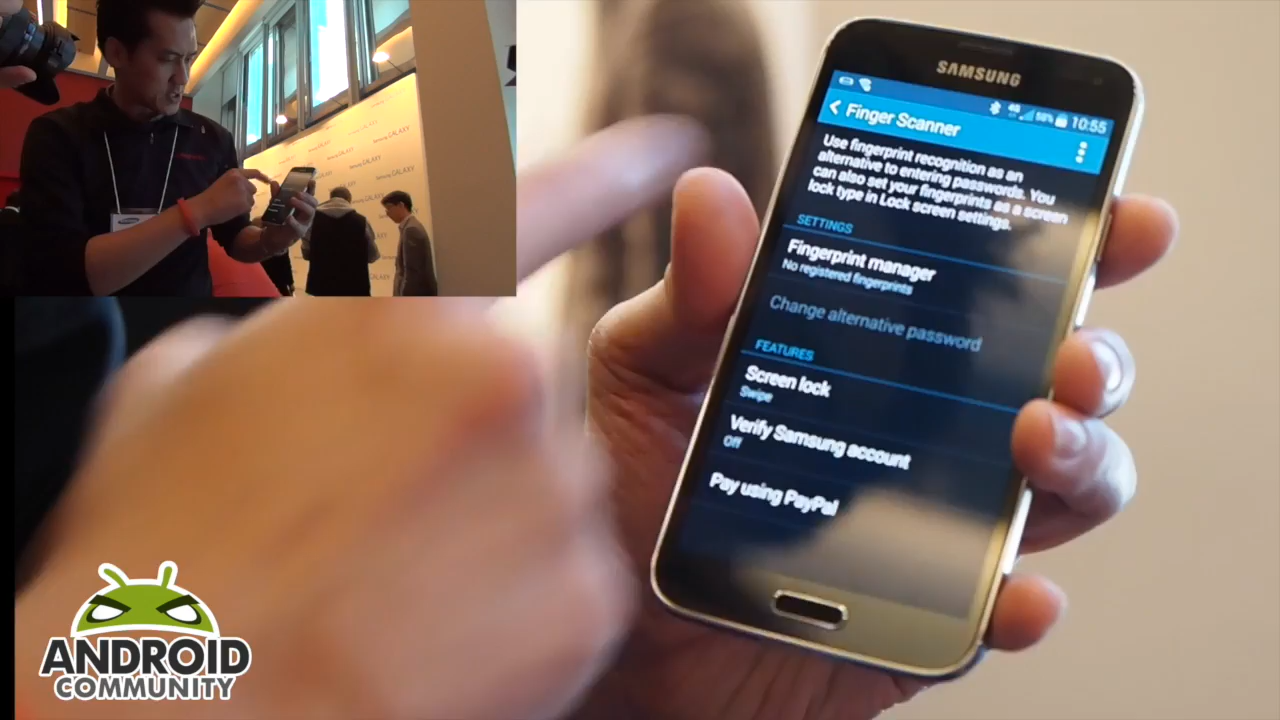 SAMSUNG
10:55
Finger Scanner
Use fingerprint recognition as an
alternative to entering passwords. You
can also set your fingerprints as a screen
lock type in Lock screen settings.
SETTINGS
Fingerprint manager
No registered fingerprints
Change alternative password
FEATURES
Screen lock
Swipe
Verify Samsung account
Off
Pay using PayPal
ANDROID
COMMUNITY